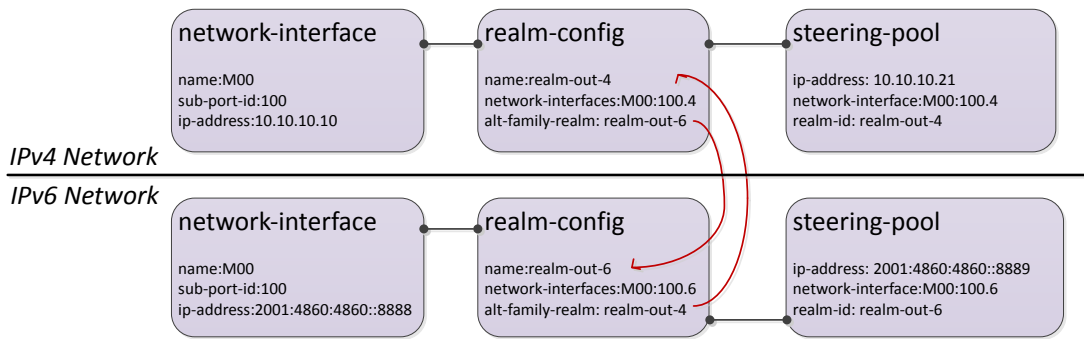 network-interface
name:M00
sub-port-id:100
ip-address:10.10.10.10
realm-config
name:realm-out-4
network-interfaces:M00:100.4
alt-family-realm: realm-out-6
steering-pool
ip-address: 10.10.10.21
network-interface:M00:100.4
realm-id: realm-out-4
IPv4 Network
IPv6 Network
network-interface
name:M00
sub-port-id:100
ip-address:2001:4860:4860::8888
realm-config
name:realm-out-6
network-interfaces:M00:100.6
alt-family-realm: realm-out-4
steering-pool
ip-address: 2001:4860:4860::8889
network-interface:M00:100.6
realm-id: realm-out-6